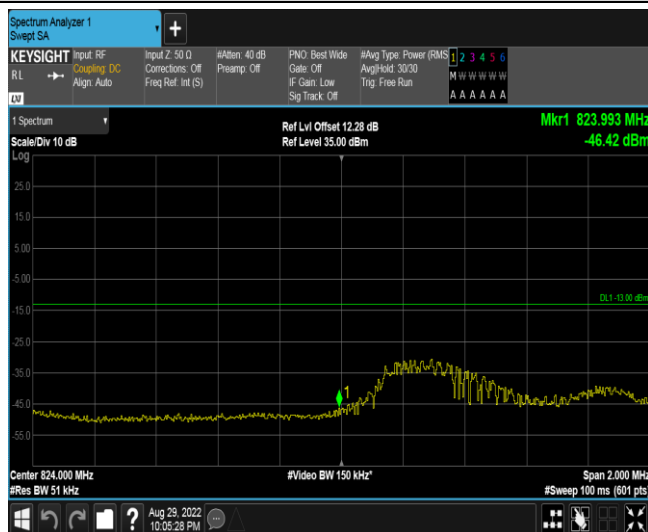 Spectrum Analyzer 1
Swept SA
+
KEYSIGHT
RL
LXI
Input: RF
Coupling: DC
Align: Auto
Input Z: 50 Ω
Corrections: Off
Freq Ref: Int (S)
#Atten: 40 dB
Preamp: Off
PNO: Best Wide
Gate: Off
IF Gain: Low
Sig Track: Off
#Avg Type: Power (RMS
Avg|Hold: 30/30
Trig: Free Run
1 2 3 4 5 6
M W W W W W
A A A A A A
1 Spectrum
Scale/Div 10 dB
Log
Ref Lvl Offset 12.28 dB
Ref Level 35.00 dBm
Mkr1 823.993 MHz
-46.42 dBm
25.0
15.0
5.00
-5.00
DL1 -13.00 dBm
-15.0
-25.0
-35.0
1
-45.0
-55.0
Center 824.000 MHz
#Res BW 51 kHz
#Video BW 150 kHz*
Span 2.000 MHz
#Sweep 100 ms (601 pts)
?
Aug 29, 2022
10:05:28 PM